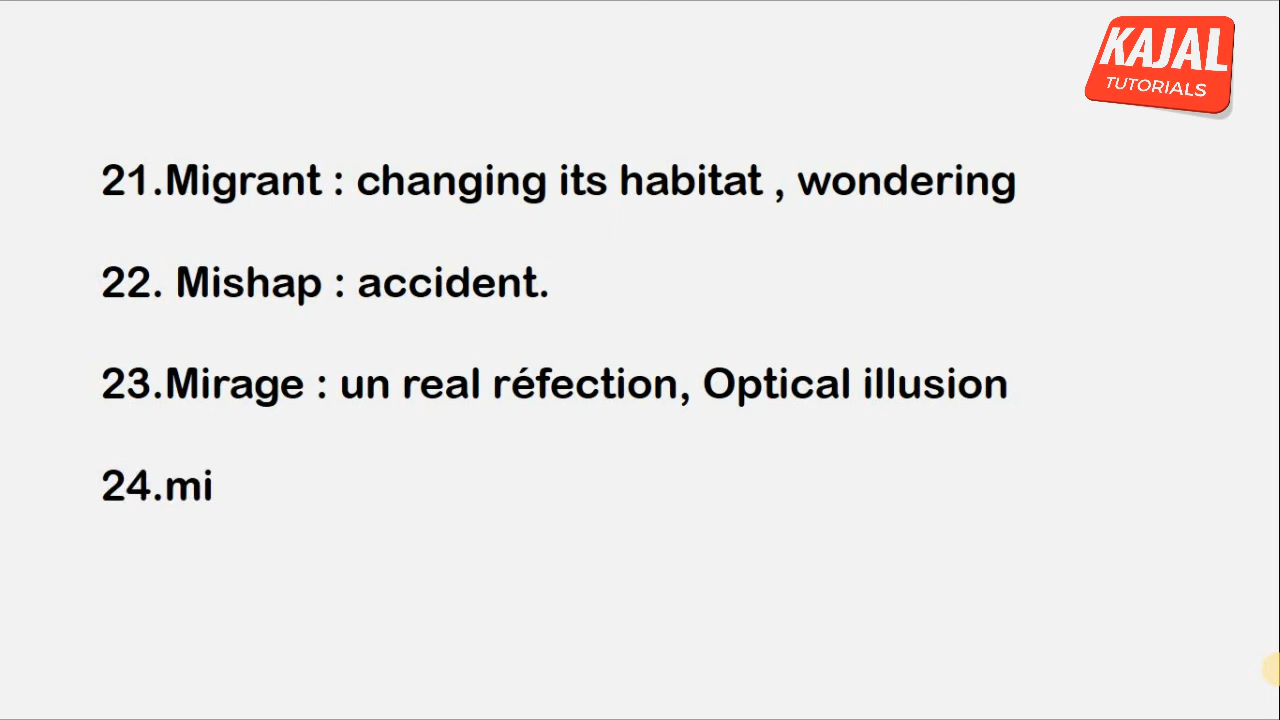 KAJAL
TUTORIALS
21.Migrant : changing its habitat , wondering
22. Mishap : accident.
23.Mirage : un real réfection, Optical illusion
24.mi